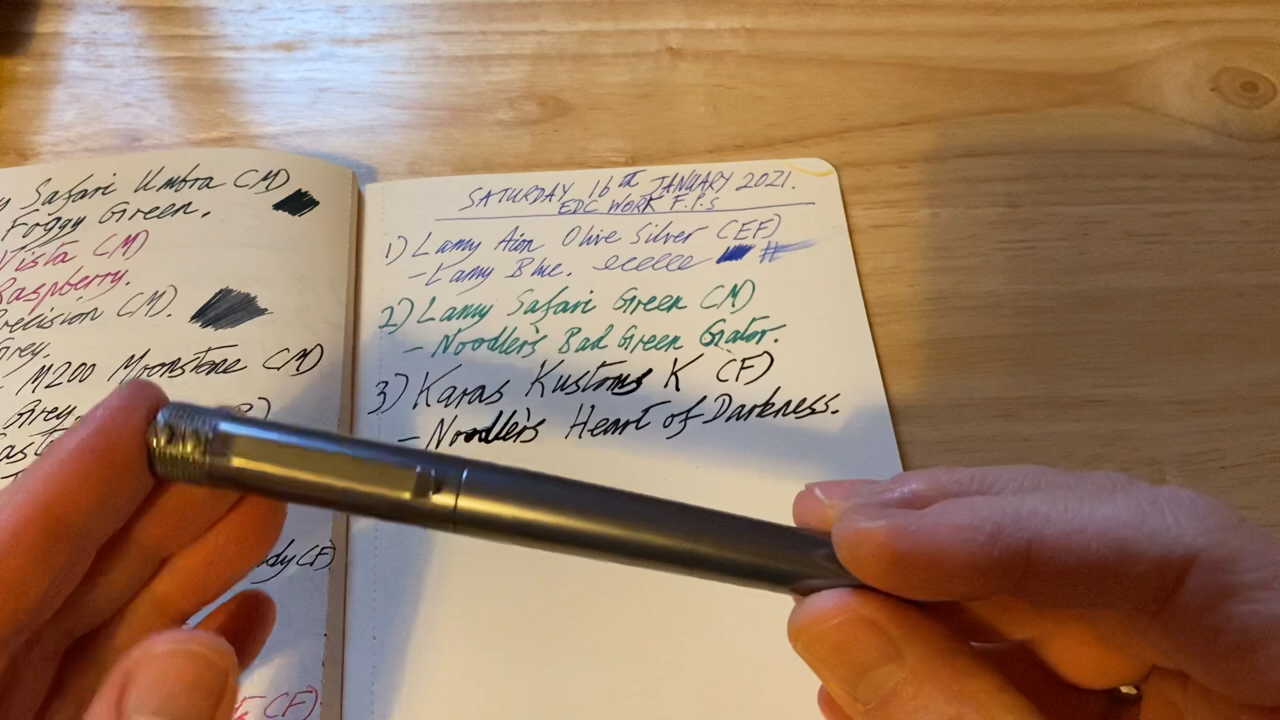 Safari Umbra (M)
Foggy Green.
Vista (M)
Raspberry.
Precision (M).
Grey.
M200 Moonstone (M)
Grey.
(F)
SATURDAY 16th JANUARY 2021.
EDC WORK F.P.s
1) Lamy Aion Olive Silver (EF)
- Lamy Blue.
2) Lamy Safari Green (M)
- Noodler's Bad Green Gator.
3) Karas Kustoms K (F)
- Noodler's Heart of Darkness.